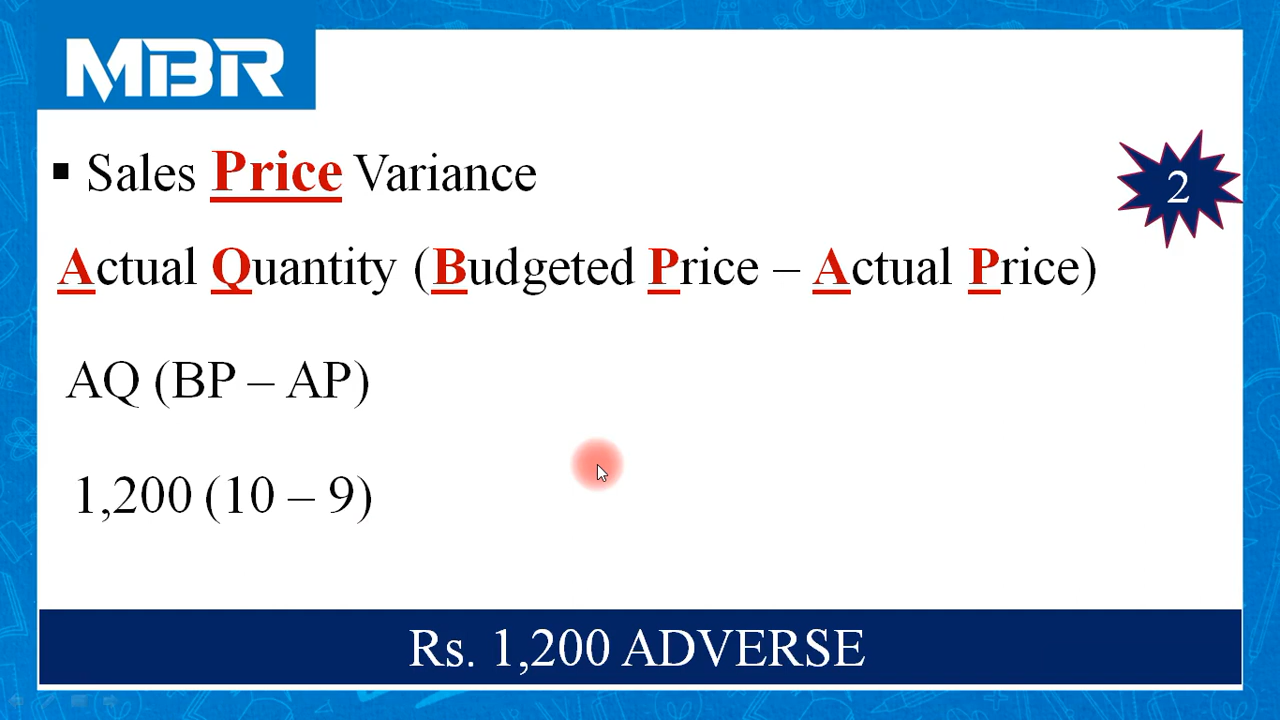 MBR
▪ Sales Price Variance
2
Actual Quantity (Budgeted Price – Actual Price)
AQ (BP – AP)
1,200 (10 – 9)
Rs. 1,200 ADVERSE